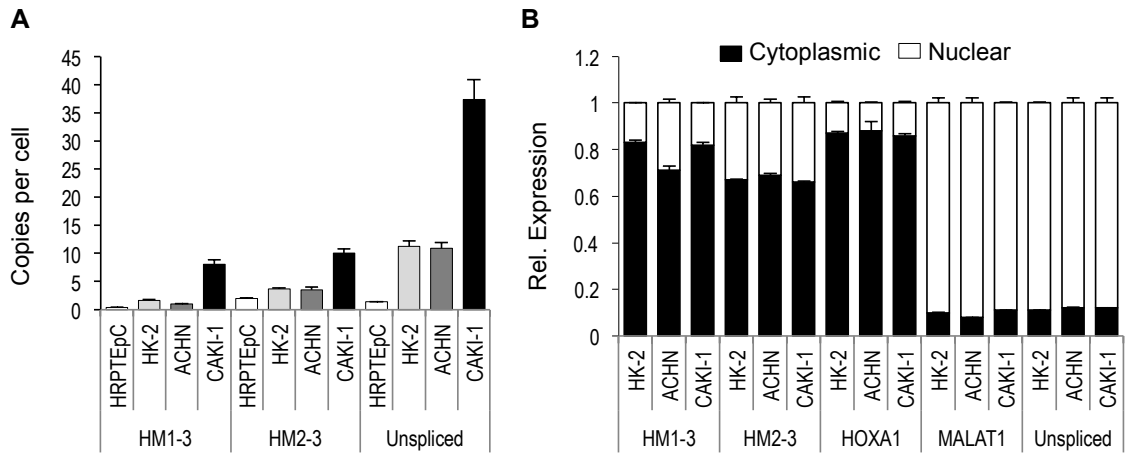 A
Copies per cell
45
40
35
30
25
20
15
10
5
0
HRPTEpC
HK-2
ACHN
CAKI-1
HRPTEpC
HK-2
ACHN
CAKI-1
HRPTEpC
HK-2
ACHN
CAKI-1
HM1-3 HM2-3 Unspliced
B
Cytoplasmic Nuclear
Rel. Expression
1.2
1
0.8
0.6
0.4
0.2
0
HK-2
ACHN
CAKI-1
HK-2
ACHN
CAKI-1
HK-2
ACHN
CAKI-1
HK-2
ACHN
CAKI-1
HK-2
ACHN
CAKI-1
HM1-3 HM2-3 HOXA1 MALAT1 Unspliced